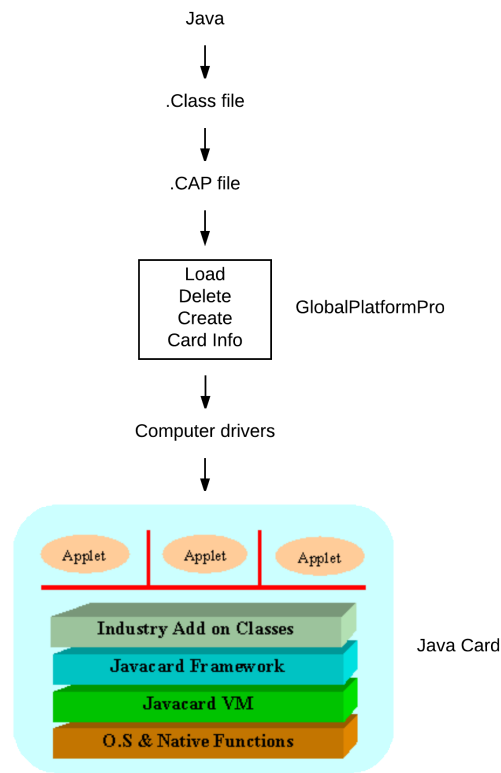 Java
.Class file
.CAP file
Load
Delete
Create
Card Info
GlobalPlatformPro
Computer drivers
Applet
Applet
Applet
Industry Add on Classes
Javacard Framework
Java Card
Javacard VM
O.S & Native Functions